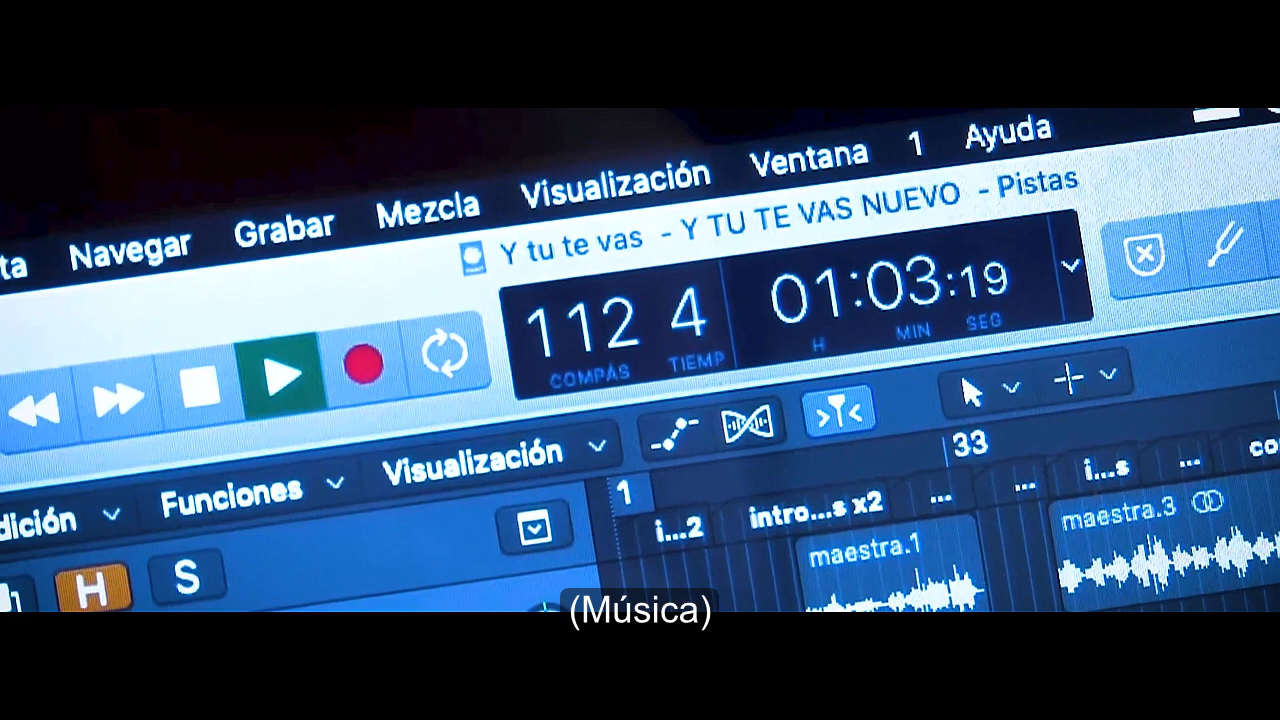 ta Navegar Grabar Mezcla Visualización Ventana 1 Ayuda
Y tu te vas - Y TU TE VAS NUEVO - Pistas
112 4 01:03:19
COMPÁS TIEMP H MIN SEG
dición Funciones Visualización
1 33
i...2 intro...s x2 ... ... i...s ... co
H S
maestra.1 maestra.3
(Música)